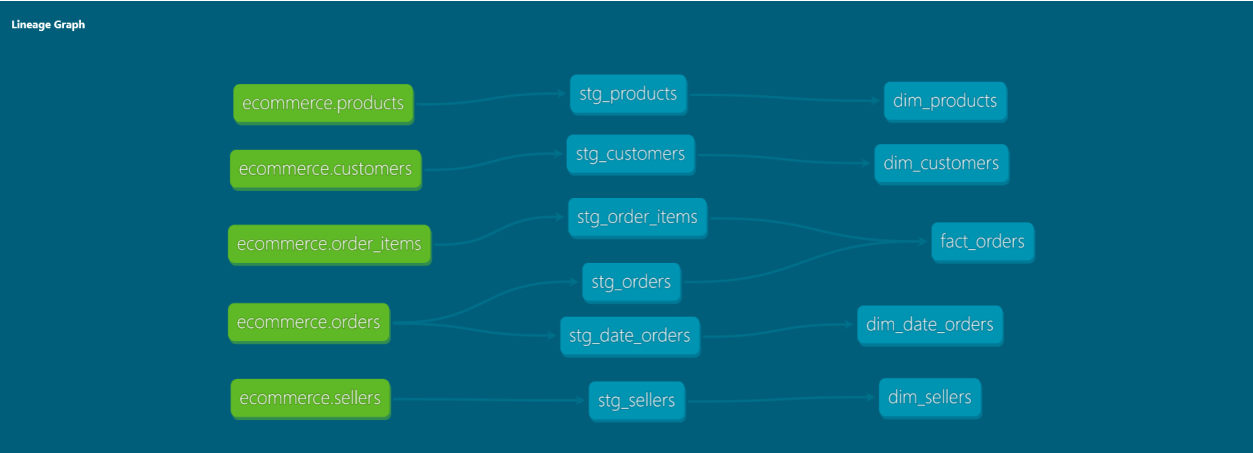 Lineage Graph
ecommerce.products
stg_products
dim_products
ecommerce.customers
stg_customers
dim_customers
ecommerce.order_items
stg_order_items
fact_orders
ecommerce.orders
stg_orders
stg_date_orders
dim_date_orders
ecommerce.sellers
stg_sellers
dim_sellers